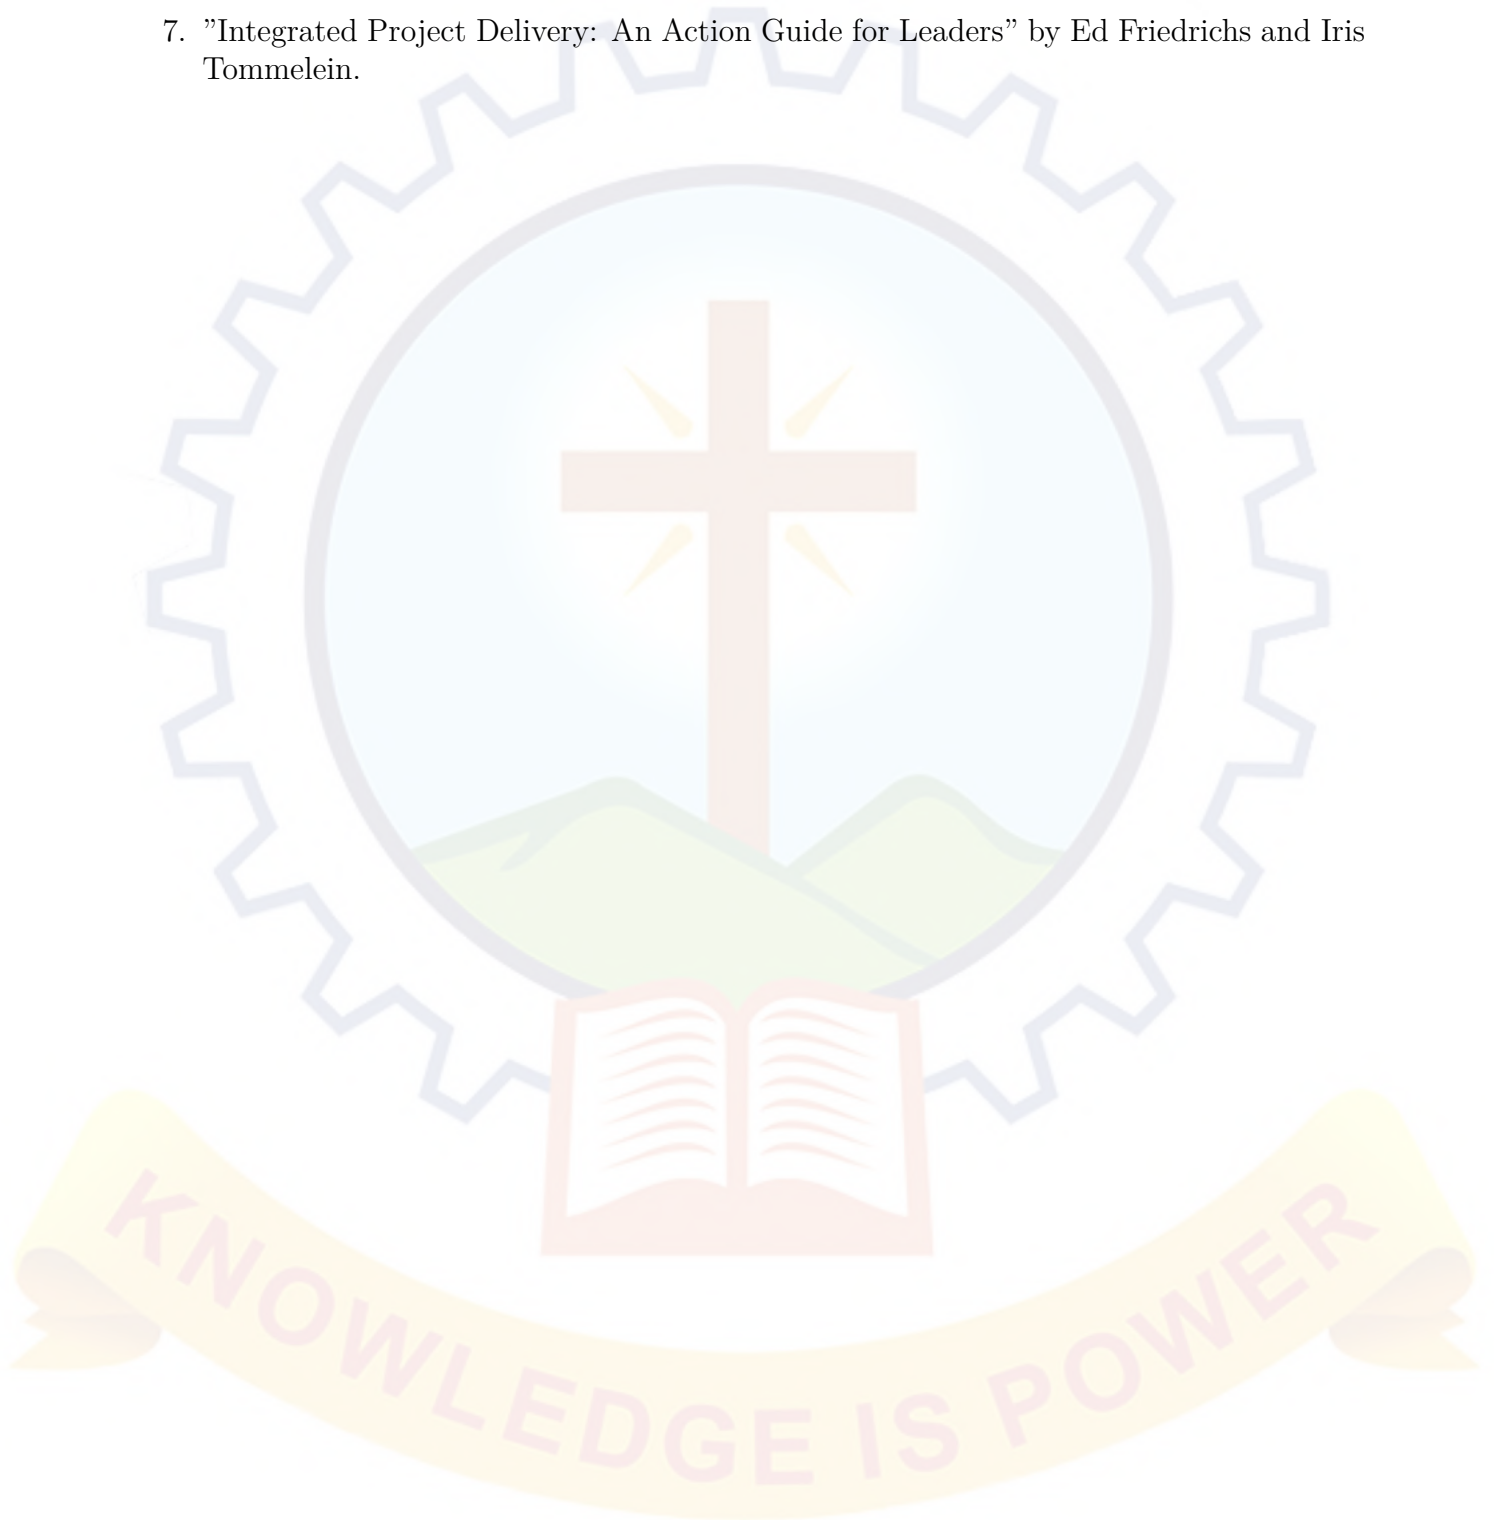 7. ”Integrated Project Delivery: An Action Guide for Leaders” by Ed Friedrichs and Iris
Tommelein.
KNOWLEDGE IS POWER